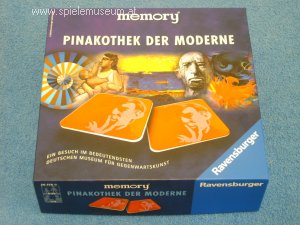 www.spielemuseum.at
memory®
PINAKOTHEK DER MODERNE
EIN BESUCH IM BEDEUTENDSTEN
DEUTSCHEN MUSEUM FÜR GEGENWARTSKUNST
Ravensburger
memory®
PINAKOTHEK DER MODERNE
Ravensburger